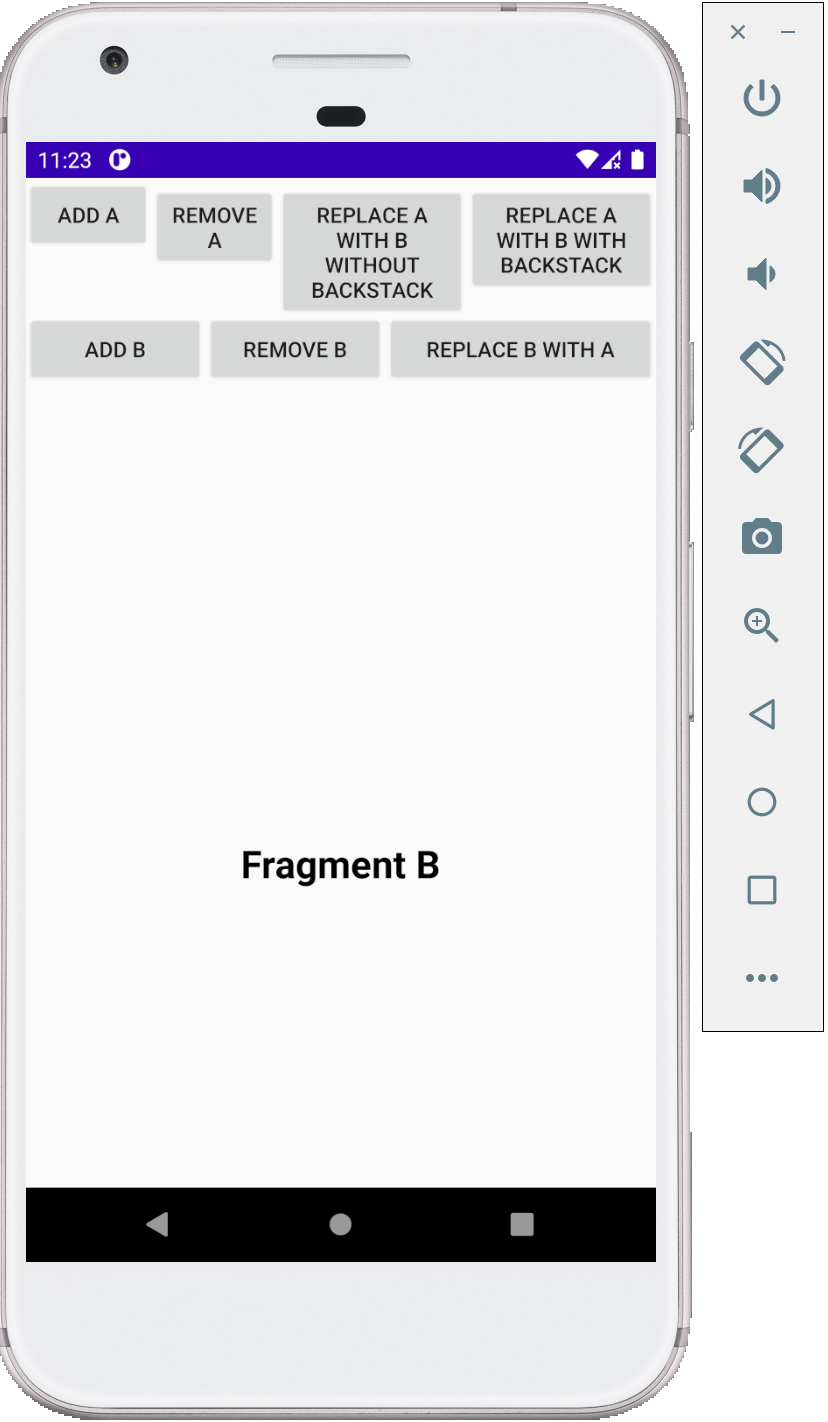 11:23
ADD A
REMOVE
A
REPLACE A
WITH B
WITHOUT
BACKSTACK
REPLACE A
WITH B WITH
BACKSTACK
ADD B
REMOVE B
REPLACE B WITH A
Fragment B